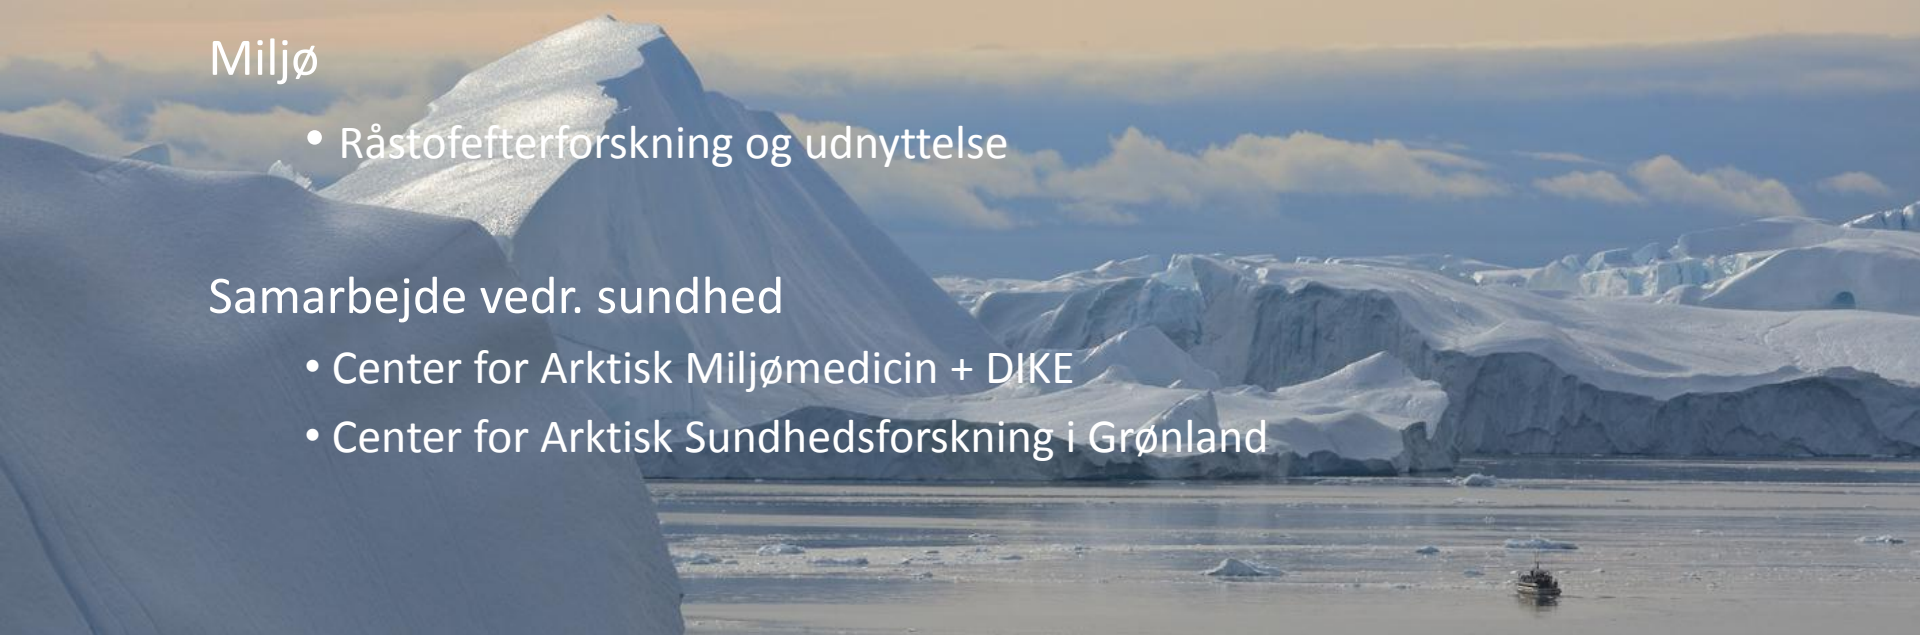 Miljø
• Råstofefterforskning og udnyttelse
Samarbejde vedr. sundhed
• Center for Arktisk Miljømedicin + DIKE
• Center for Arktisk Sundhedsforskning i Grønland